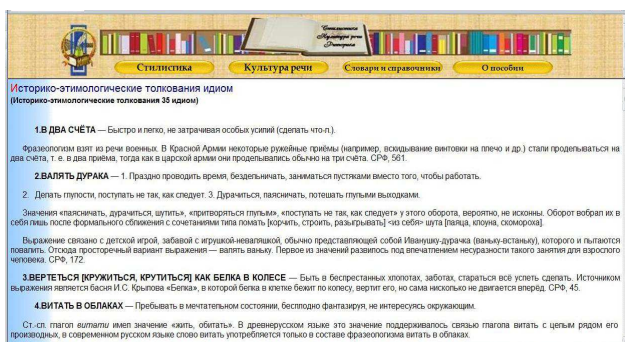 Стилистика
Культура речи
Риторика
Стилистика
Культура речи
Словари и справочники
О пособии
Историко-этимологические толкования идиом
(Историко-этимологические толкования 35 идиом)
1.В ДВА СЧЁТА — Быстро и легко, не затрачивая особых усилий (сделать что-л.).
Фразеологизм взят из речи военных. В Красной Армии некоторые ружейные приёмы (например, вскидывание винтовки на плечо и др.) стали проделываться на
два счёта, т. е. в два приёма, тогда как в царской армии они проделывались обычно на три счёта. СРФ, 561.
2.ВАЛЯТЬ ДУРАКА — 1. Праздно проводить время, бездельничать, заниматься пустяками вместо того, чтобы работать.
2. Делать глупости, поступать не так, как следует. 3. Дурачиться, паясничать, потешать глупыми выходками.
Значения «паясничать, дурачиться, шутить», «притворяться глупым», «поступать не так, как следует» у этого оборота, вероятно, не исконны. Оборот вобрал их в
себя лишь после формального сближения с сочетаниями типа ломать [корчить, строить, разыгрывать] <из себя> шута [паяца, клоуна, скомороха].
Выражение связано с детской игрой, забавой с игрушкой-неваляшкой, обычно представляющей собой Иванушку-дурачка (ваньку-встаньку), которого и пытаются
повалить. Отсюда просторечный вариант выражения — валять ваньку. Первое из значений развилось под впечатлением несуразности такого занятия для взрослого
человека. СРФ, 172.
3.ВЕРТЕТЬСЯ [КРУЖИТЬСЯ, КРУТИТЬСЯ] КАК БЕЛКА В КОЛЕСЕ — Быть в беспрестанных хлопотах, заботах, стараться всё успеть сделать. Источником
выражения является басня И.С. Крылова «Белка», в которой белка в клетке бежит по колесу, вертит его, но сама нисколько не двигается вперёд. СРФ, 45.
4.ВИТАТЬ В ОБЛАКАХ — Пребывать в мечтательном состоянии, бесплодно фантазируя, не интересуясь окружающим.
Ст.-сл. глагол витати имел значение «жить, обитать». В древнерусском языке это значение поддерживалось связью глагола витать с целым рядом его
производных, в современном русском языке слово витать употребляется только в составе фразеологизма витать в облаках.